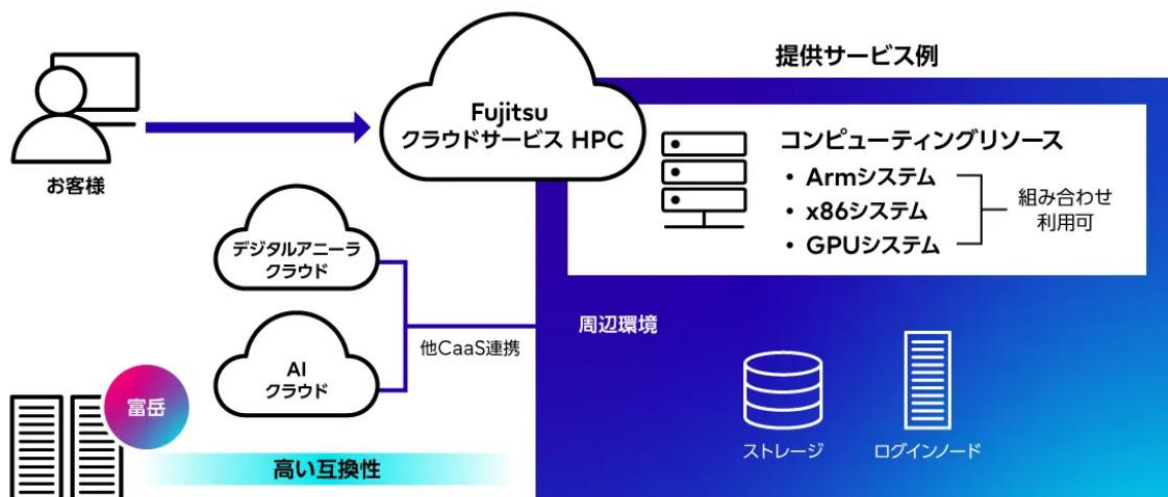 提供サービス例
Fujitsu
クラウドサービス HPC
お客様
コンピューティングリソース
・ Armシステム
・ x86システム
・ GPUシステム
組み合わせ
利用可
デジタルアニーラ
クラウド
AI
クラウド
他CaaS連携
周辺環境
ストレージ
ログインノード
富岳
高い互換性